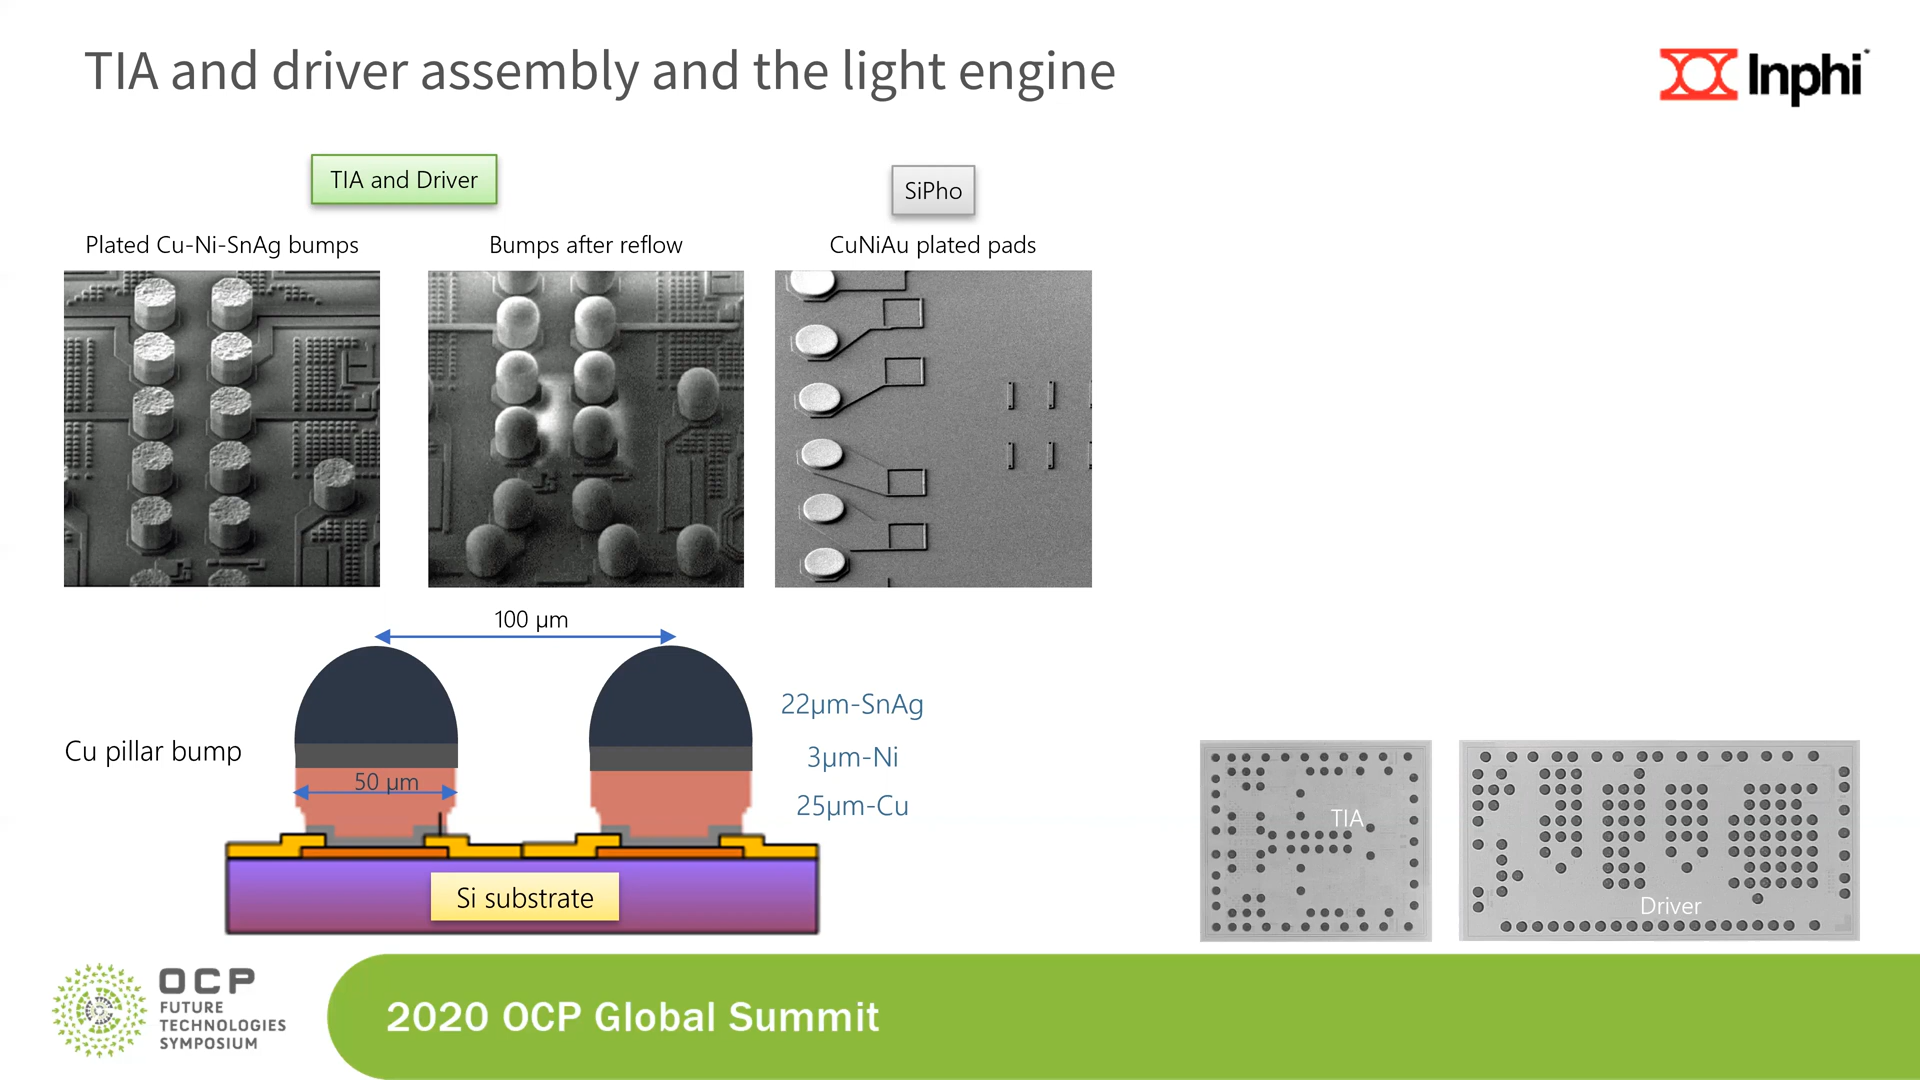 TIA and driver assembly and the light engine
Inphi
TIA and Driver
SiPho
Plated Cu-Ni-SnAg bumps
Bumps after reflow
CuNiAu plated pads
100 µm
22µm-SnAg
Cu pillar bump
3µm-Ni
50 µm
25µm-Cu
TIA
Si substrate
Driver
OCP
FUTURE
TECHNOLOGIES
SYMPOSIUM
2020 OCP Global Summit